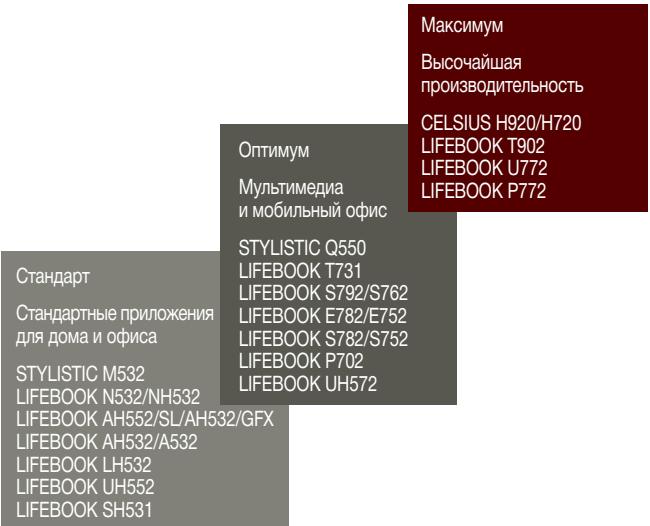 Максимум
Высочайшая
производительность
CELSIUS H920/H720
LIFEBOOK T902
LIFEBOOK U772
LIFEBOOK P772
Оптимум
Мультимедиа
и мобильный офис
STYLISTIC Q550
LIFEBOOK T731
LIFEBOOK S792/S762
LIFEBOOK E782/E752
LIFEBOOK S782/S752
LIFEBOOK P702
LIFEBOOK UH572
Стандарт
Стандартные приложения
для дома и офиса
STYLISTIC M532
LIFEBOOK N532/NH532
LIFEBOOK AH552/SL/AH532/GFX
LIFEBOOK AH532/A532
LIFEBOOK LH532
LIFEBOOK UH552
LIFEBOOK SH531